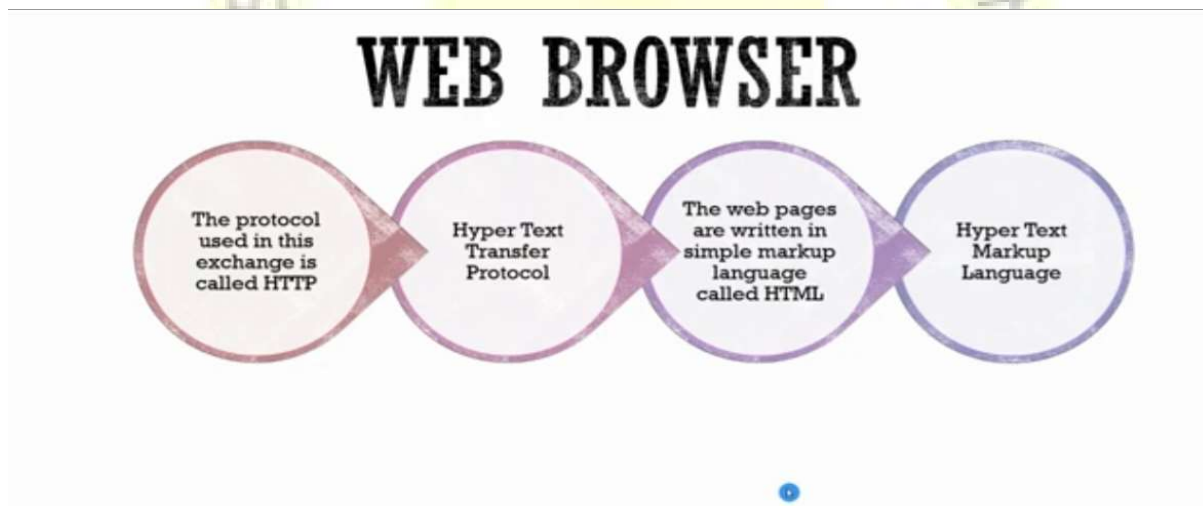 WEB BROWSER
The protocol
used in this
exchange is
called HTTP
Hyper Text
Transfer
Protocol
The web pages
are written in
simple markup
language
called HTML
Hyper Text
Markup
Language